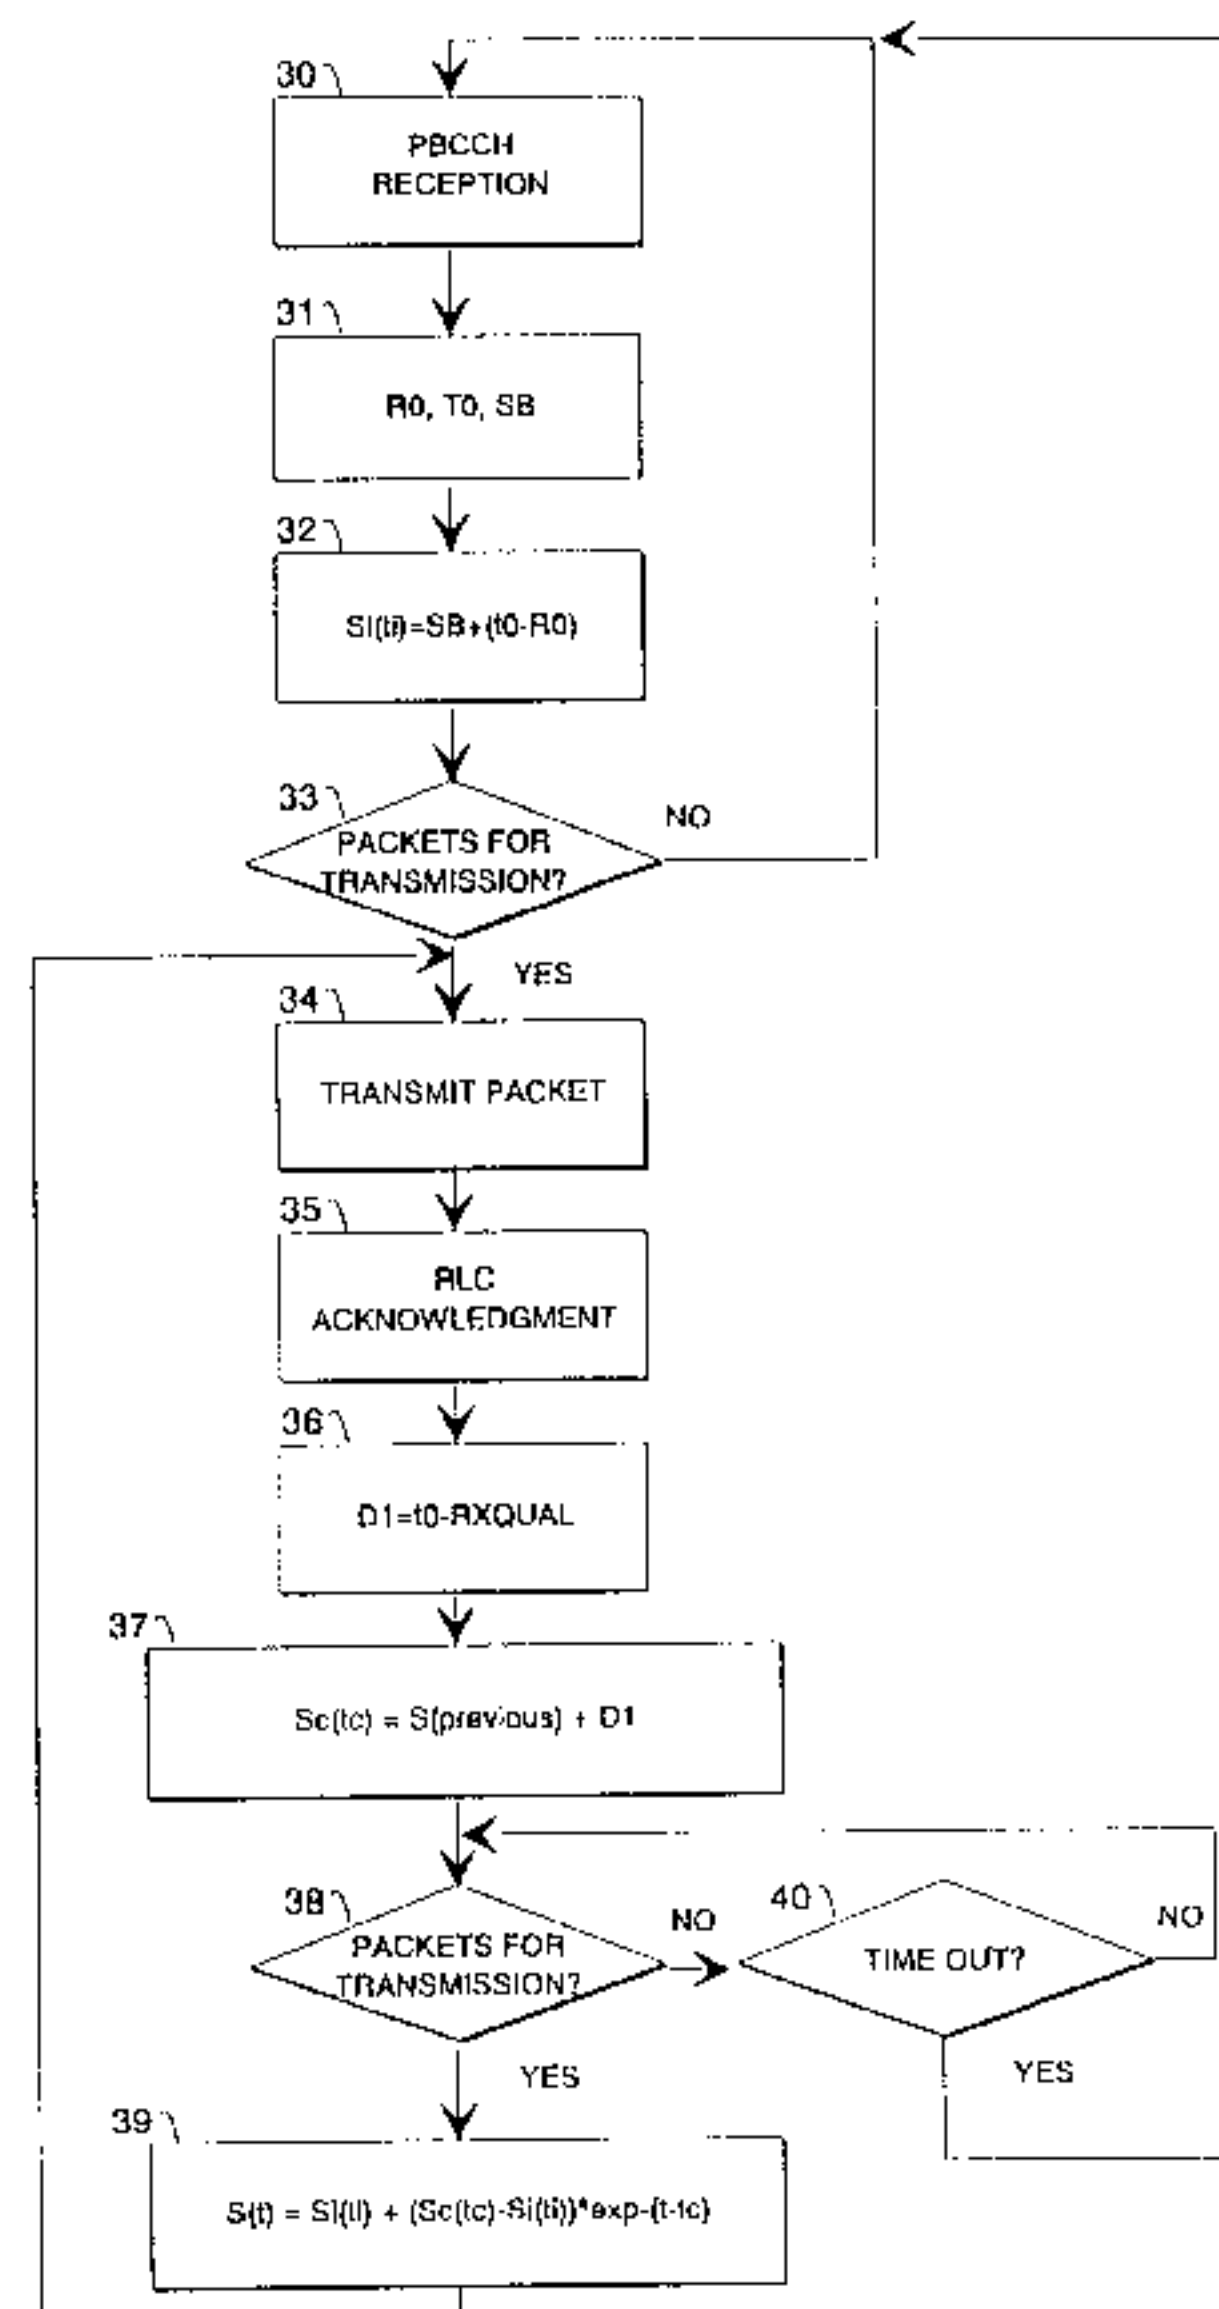 30
PBCCH
RECEPTION
31
R0, T0, SB
32
Si(ti)=SB+(t0-R0)
33
PACKETS FOR
TRANSMISSION?
NO
YES
34
TRANSMIT PACKET
35
RLC
ACKNOWLEDGMENT
36
D1=t0-RXQUAL
37
Sc(tc) = S(previous) + D1
38
PACKETS FOR
TRANSMISSION?
NO
40
TIME OUT?
NO
YES
YES
39
S(t) = Si(ti) + (Sc(tc)-Si(ti))*exp-(t-tc)